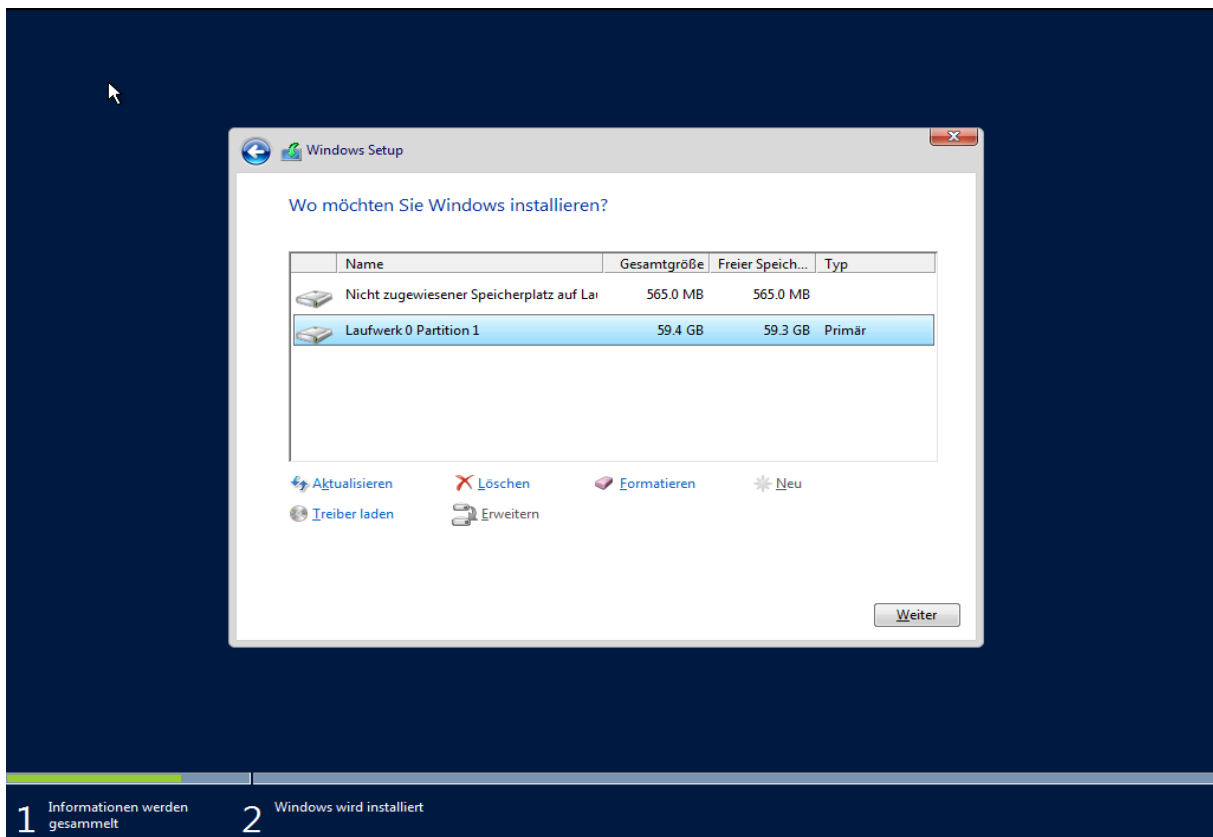 Windows Setup
Wo möchten Sie Windows installieren?
Name Gesamtgröße Freier Speich... Typ
Nicht zugewiesener Speicherplatz auf Lau 565.0 MB 565.0 MB
Laufwerk 0 Partition 1 59.4 GB 59.3 GB Primär
Aktualisieren Löschen Formatieren Neu
Treiber laden Erweitern
Weiter
1 Informationen werden gesammelt 2 Windows wird installiert